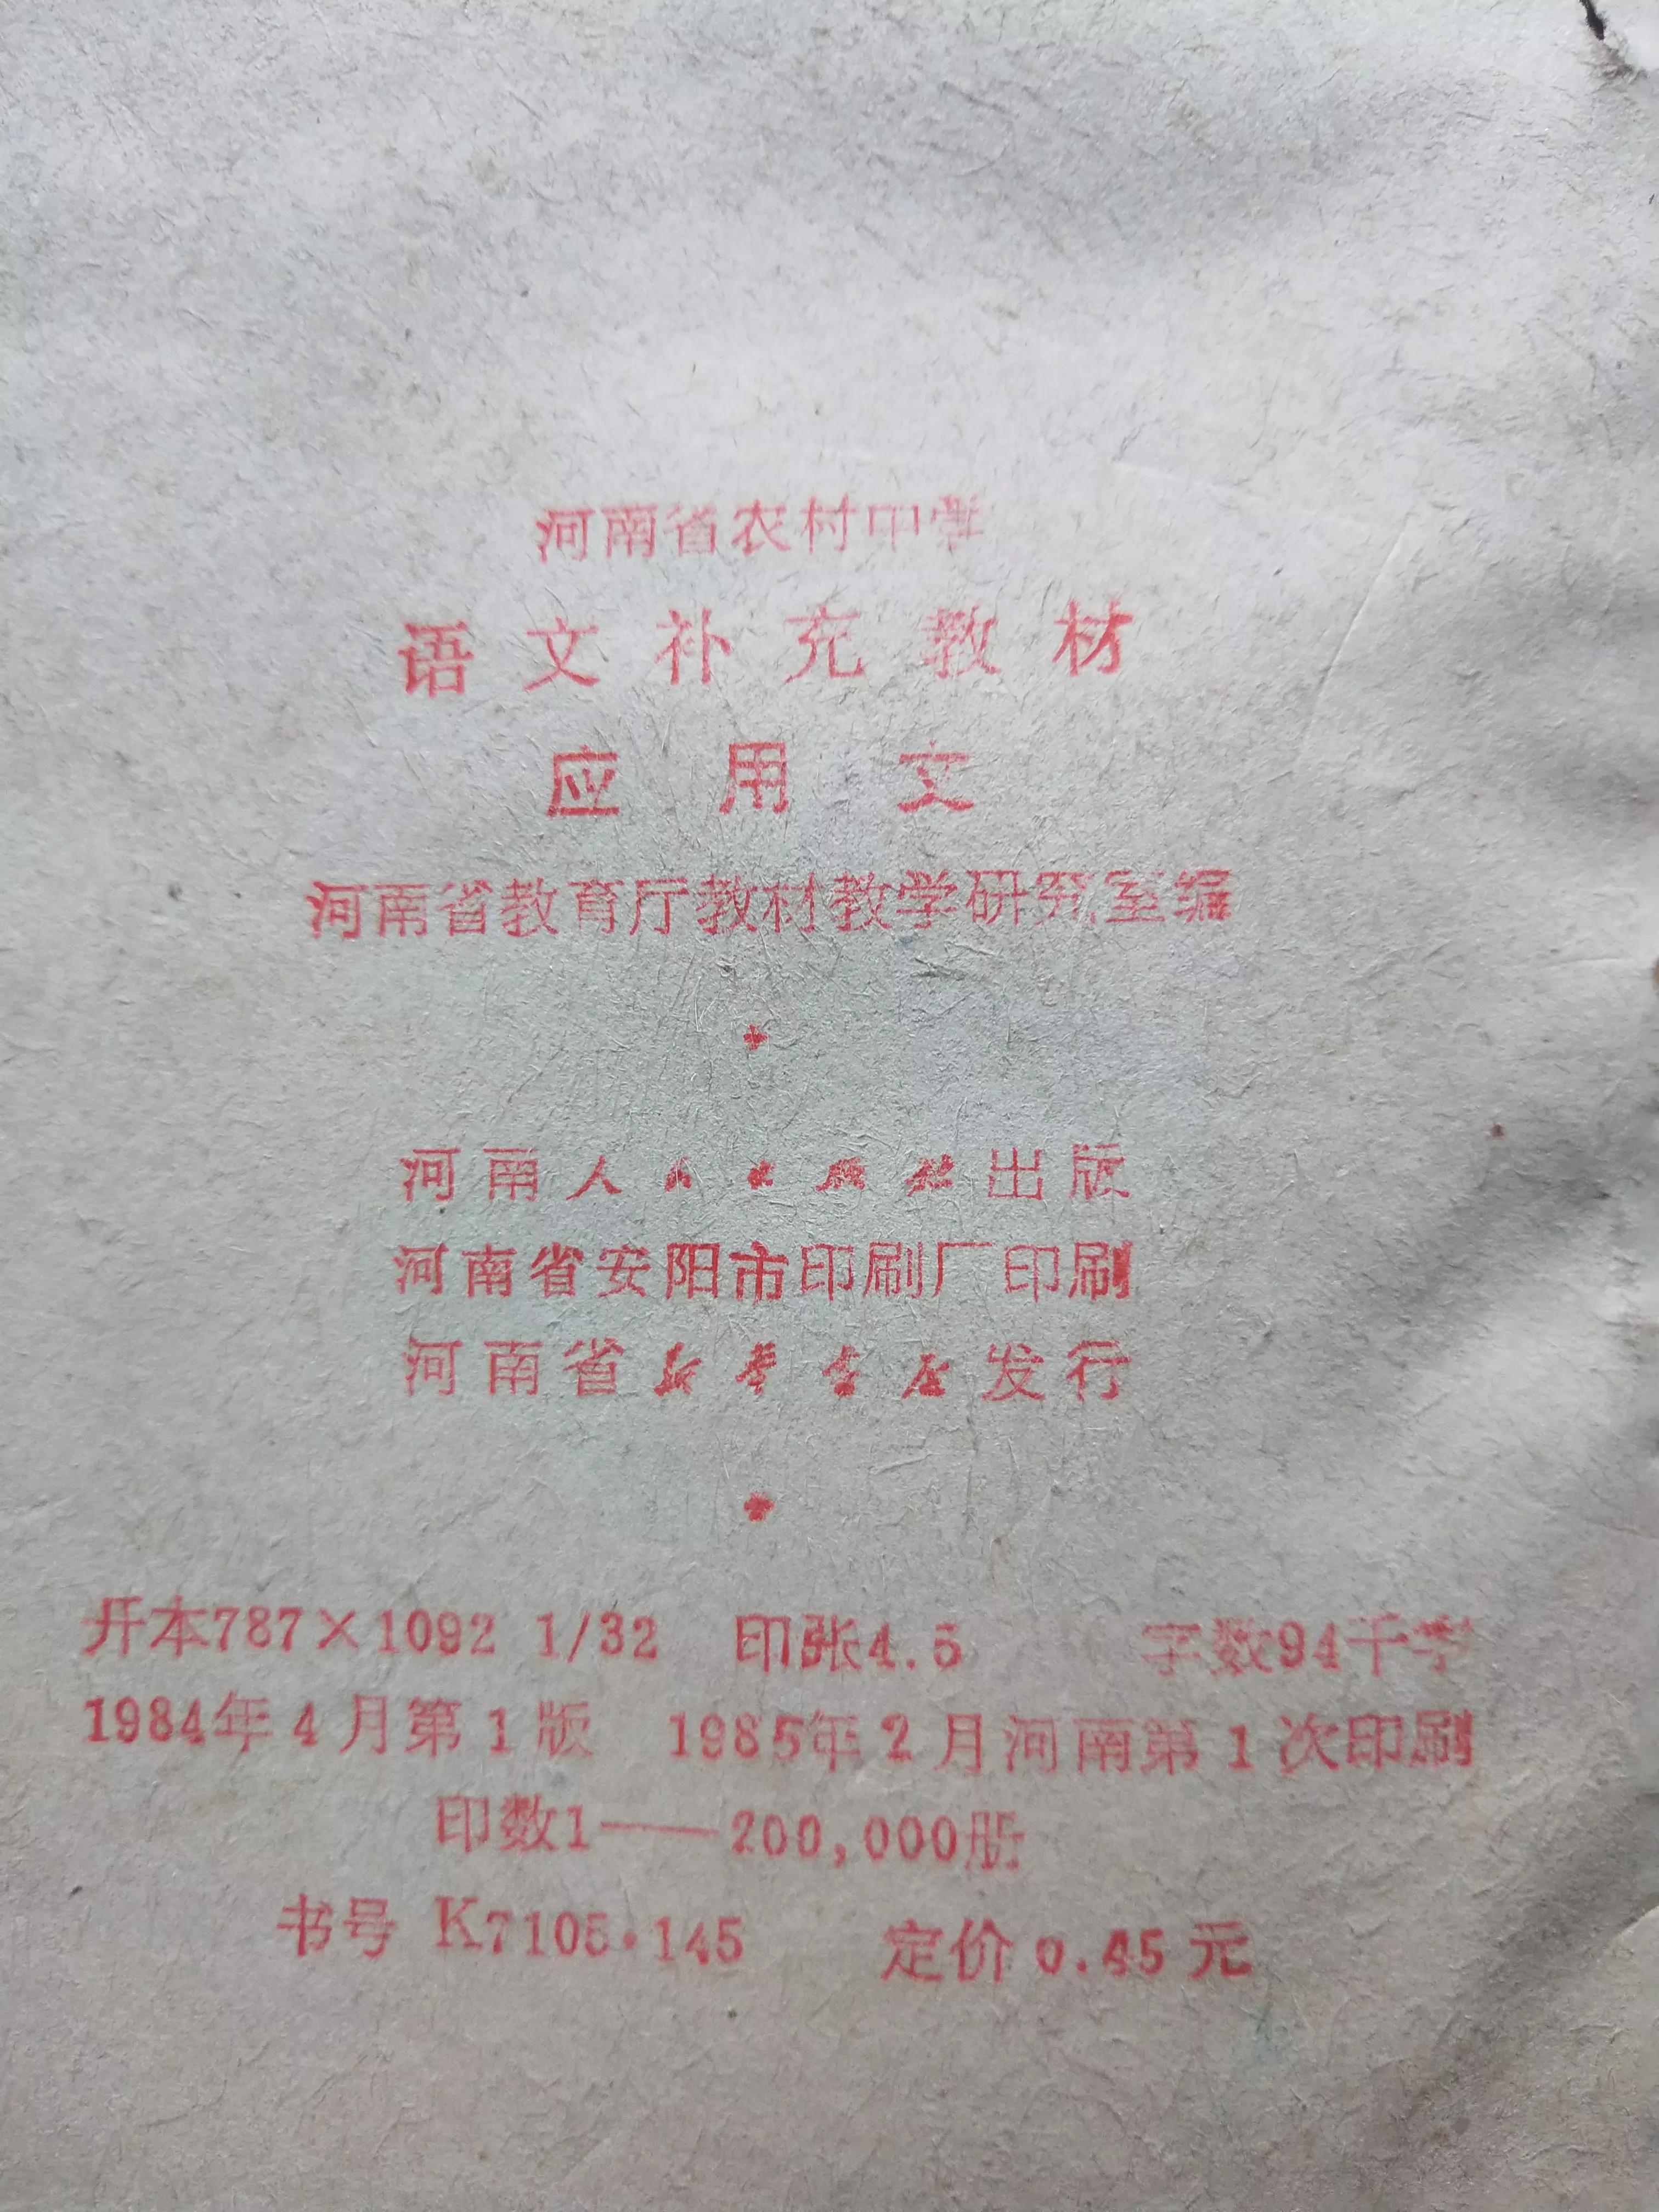 河南省农村中学
语文补充教材
应用文
河南省教育厅教材教学研究室编
河南人民出版社出版
河南省安阳市印刷厂印刷
河南省新华书店发行
开本787×1092 1/32 印张4.5 字数94千字
1984年4月第1版 1985年2月河南第1次印刷
印数1——200,000册
书号 K7105·145 定价 0.45 元